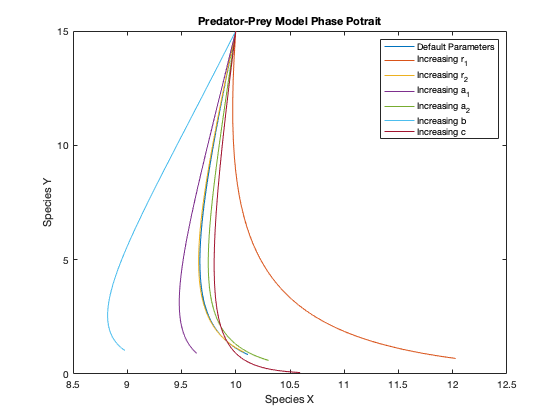 Predator-Prey Model Phase Potrait
15
10
5
0
Species Y
Default Parameters
Increasing r1
Increasing r2
Increasing a1
Increasing a2
Increasing b
Increasing c
8.5 9 9.5 10 10.5 11 11.5 12 12.5
Species X